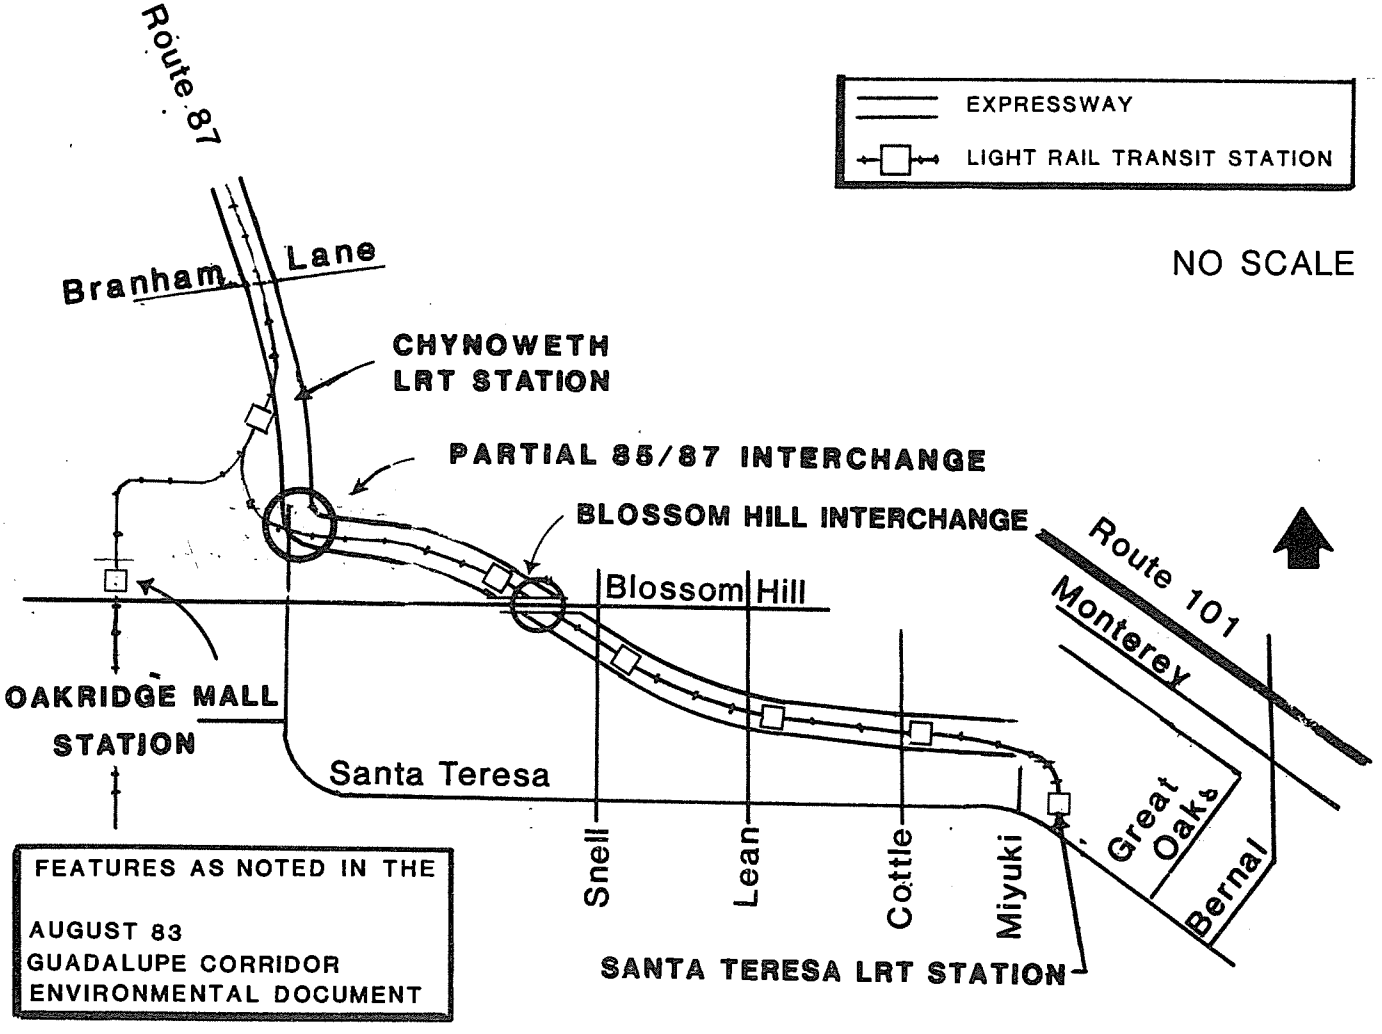 Route 87
EXPRESSWAY
LIGHT RAIL TRANSIT STATION
NO SCALE
Branham Lane
CHYNOWETH
LRT STATION
PARTIAL 85/87 INTERCHANGE
BLOSSOM HILL INTERCHANGE
Route 101
Monterey
Blossom Hill
OAKRIDGE MALL
STATION
Santa Teresa
Great
Oaks
Bernal
Snell
Lean
Cottle
Miyuki
SANTA TERESA LRT STATION
FEATURES AS NOTED IN THE
AUGUST 83
GUADALUPE CORRIDOR
ENVIRONMENTAL DOCUMENT